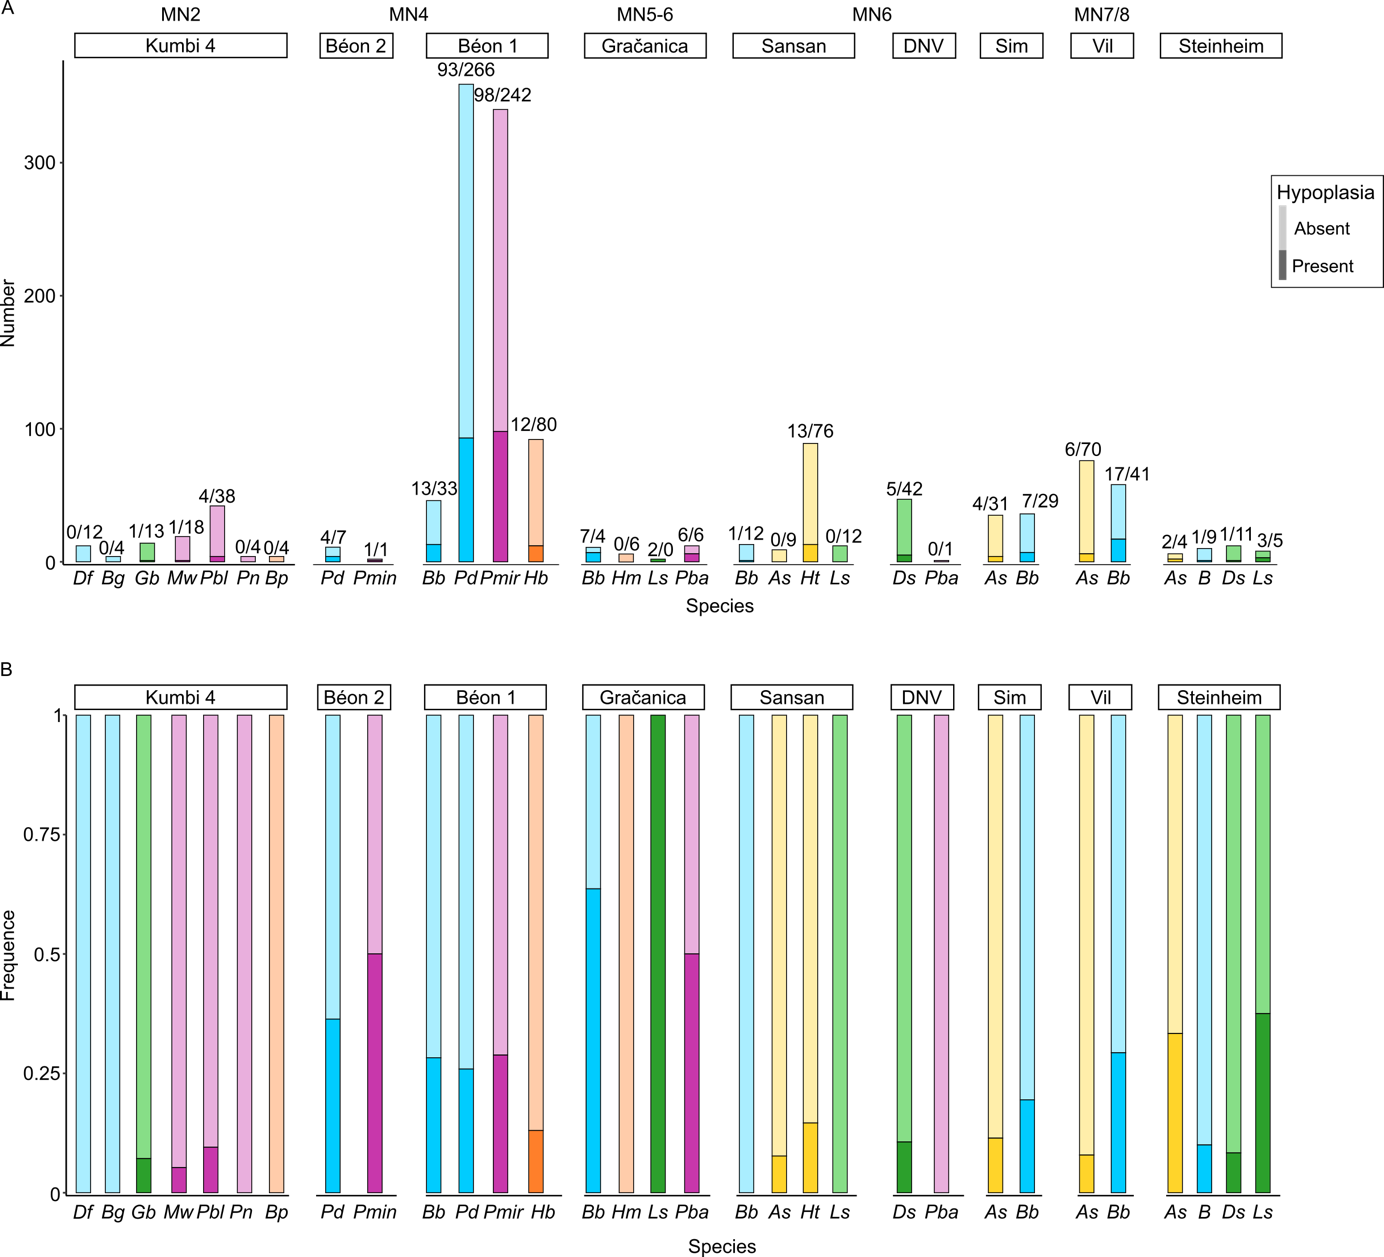 A
MN2 MN4 MN5-6 MN6 MN7/8
Kumbi 4 Béon 2 Béon 1 Gračanica Sansan DNV Sim Vil Steinheim
Number
300
200
100
0
0/12 0/4 1/13 1/18 4/38 0/4 0/4 4/7 1/1 13/33 93/266 98/242 12/80 7/4 0/6 2/0 6/6 1/12 0/9 13/76 0/12 5/42 0/1 4/31 7/29 6/70 17/41 2/4 1/9 1/11 3/5
Df Bg Gb Mw Pbl Pn Bp Pd Pmin Bb Pd Pmir Hb Bb Hm Ls Pba Bb As Ht Ls Ds Pba As Bb As Bb As B Ds Ls
Species
Hypoplasia
Absent
Present
B
Kumbi 4 Béon 2 Béon 1 Gračanica Sansan DNV Sim Vil Steinheim
Frequence
1
0.75
0.5
0.25
0
Df Bg Gb Mw Pbl Pn Bp Pd Pmin Bb Pd Pmir Hb Bb Hm Ls Pba Bb As Ht Ls Ds Pba As Bb As Bb As B Ds Ls
Species